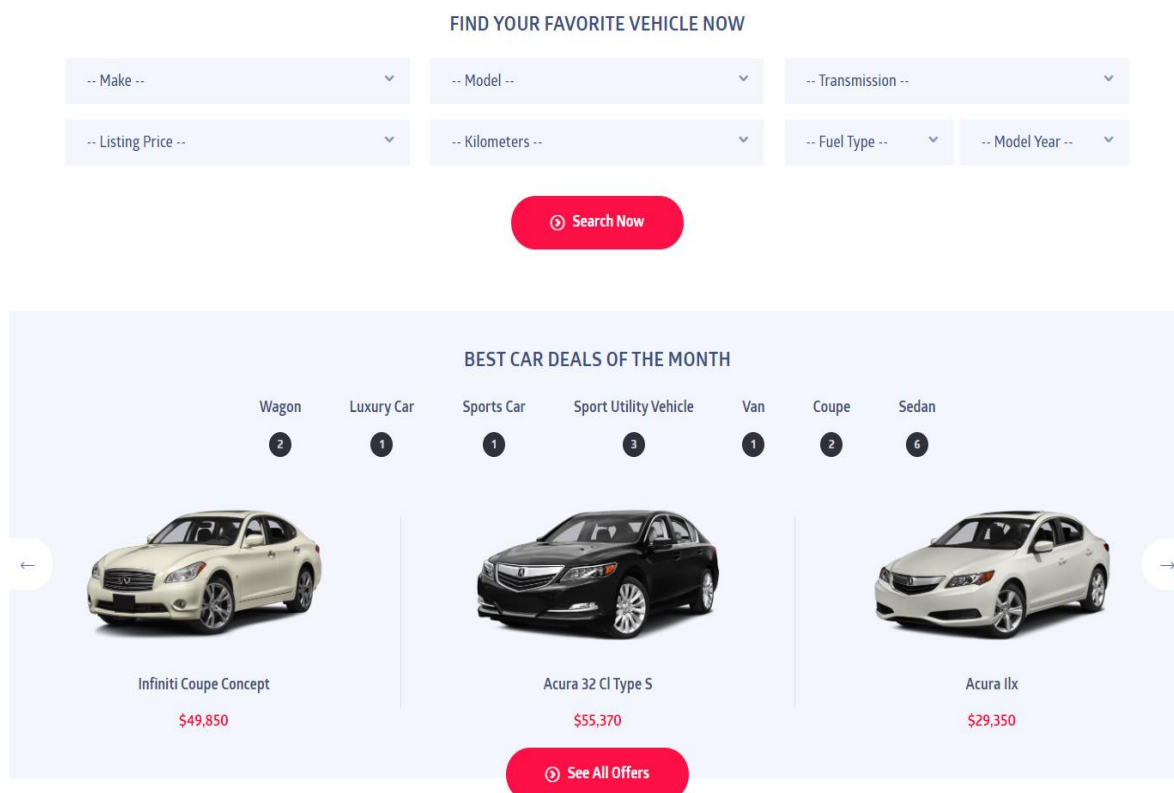 FIND YOUR FAVORITE VEHICLE NOW
-- Make -- -- Model -- -- Transmission --
-- Listing Price -- -- Kilometers -- -- Fuel Type -- -- Model Year --
Search Now
BEST CAR DEALS OF THE MONTH
Wagon Luxury Car Sports Car Sport Utility Vehicle Van Coupe Sedan
2 1 1 3 1 2 6
Infiniti Coupe Concept Acura 32 Cl Type S Acura Ilx
$49,850 $55,370 $29,350
See All Offers